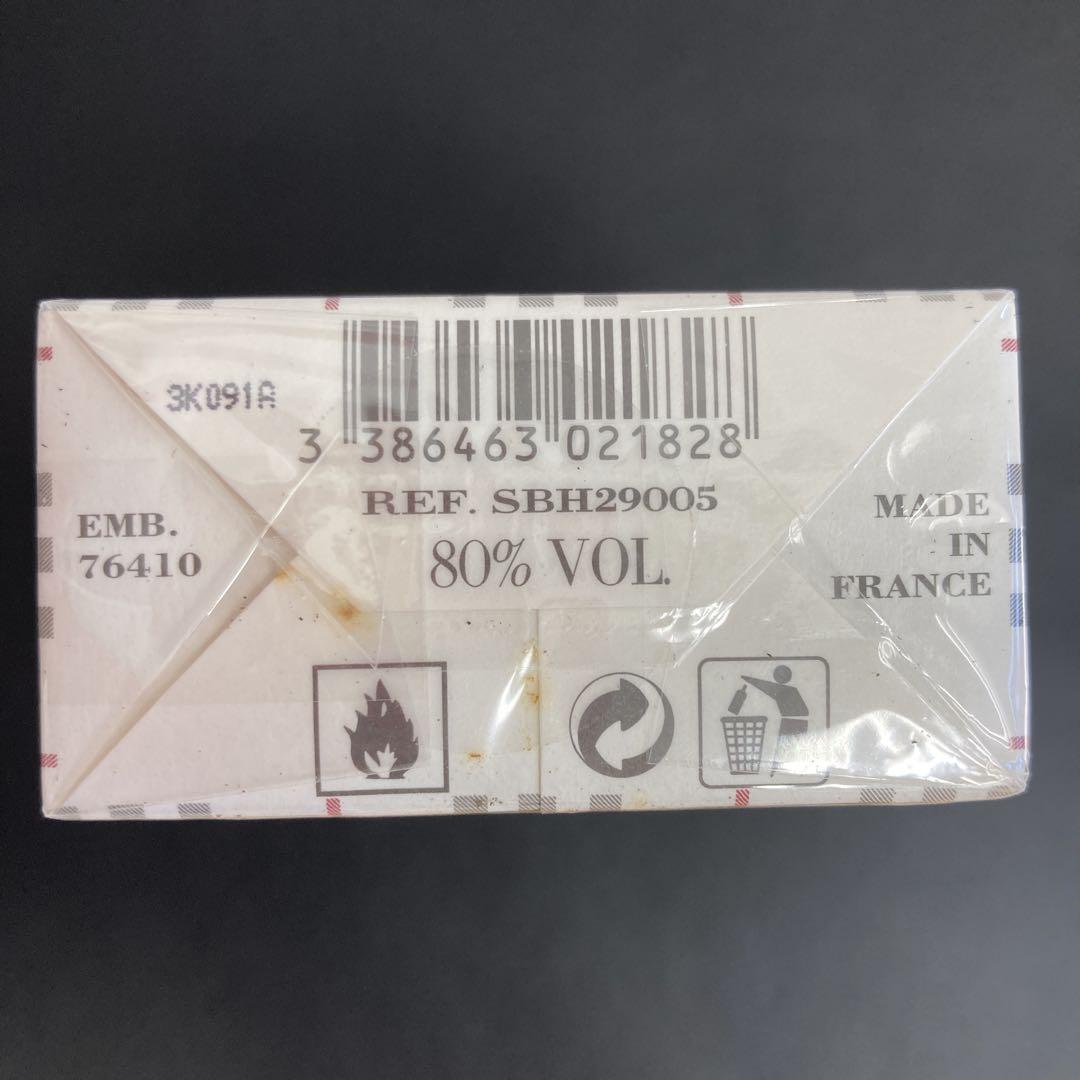 3K091A
3 386463 021828
REF. SBH29005
80% VOL.
EMB.
76410
MADE
IN
FRANCE